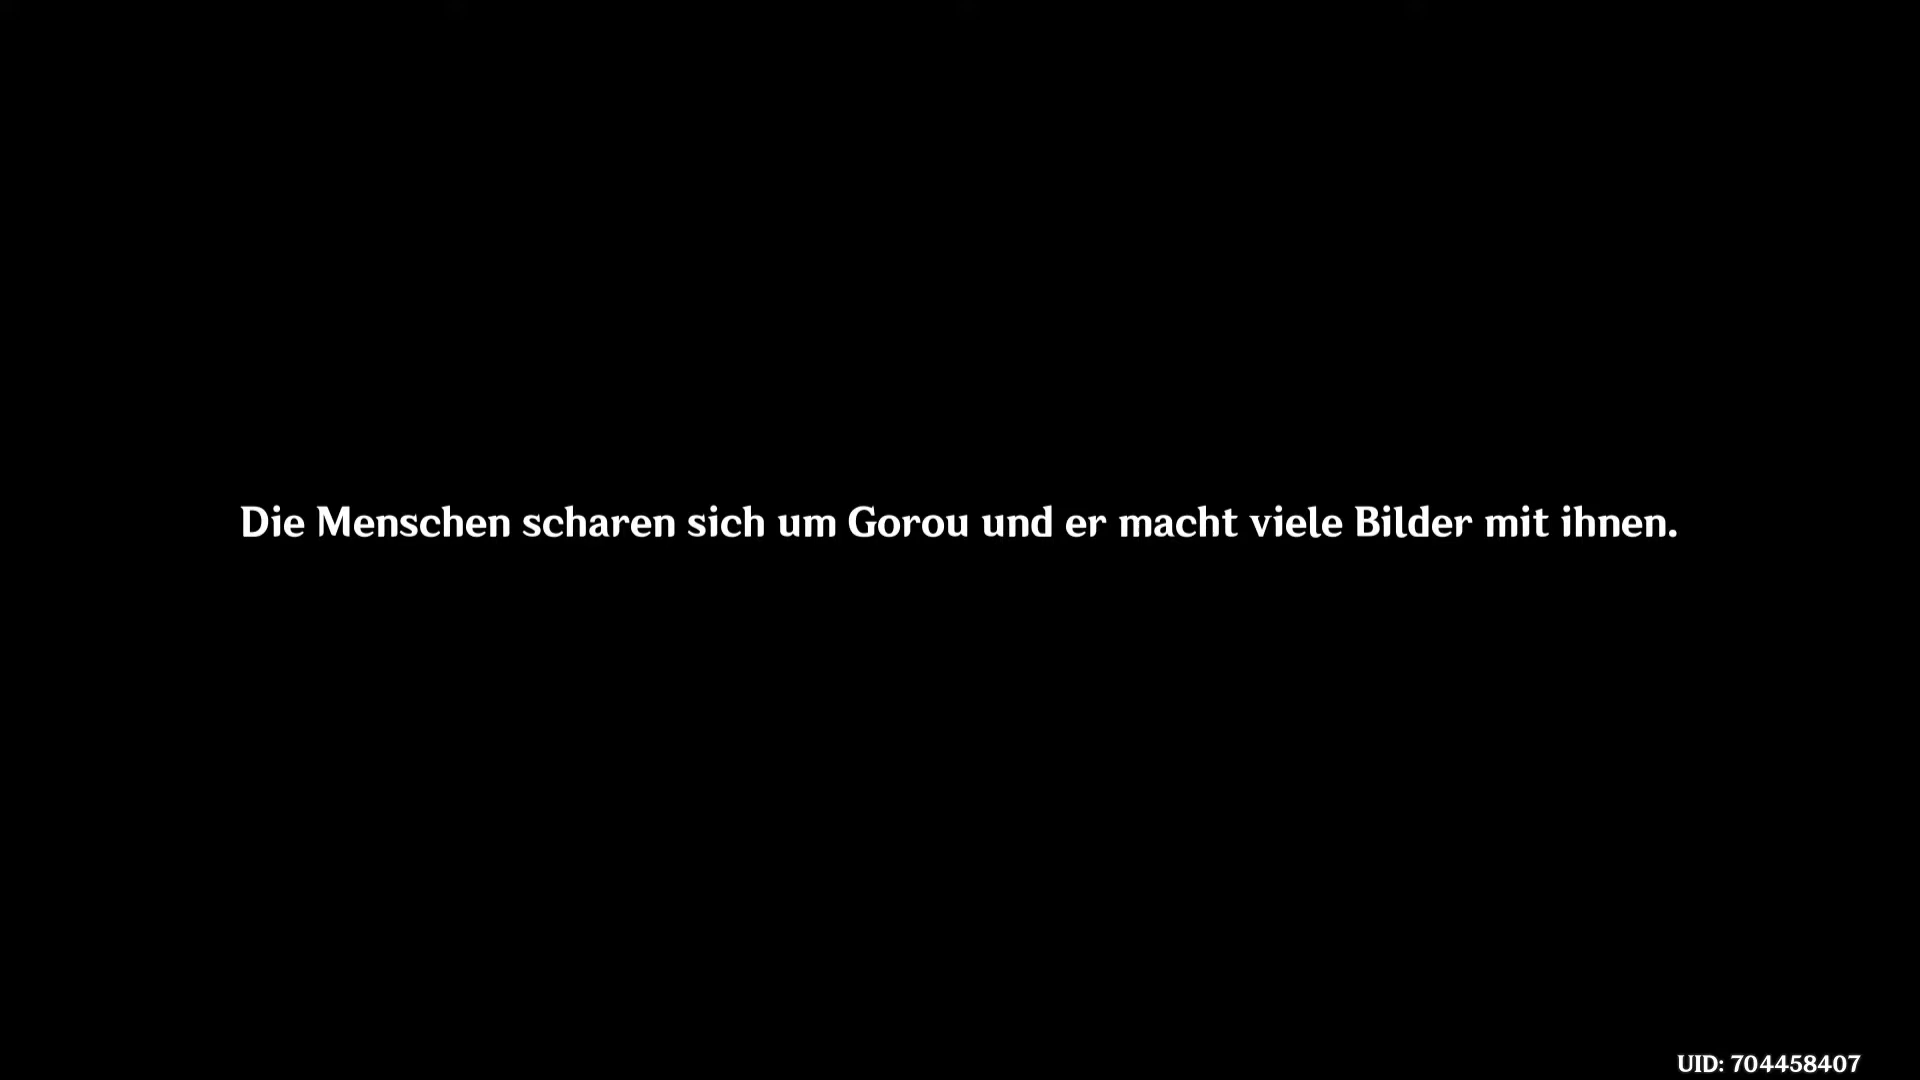 Die Menschen scharen sich um Gorou und er macht viele Bilder mit ihnen.
UID: 704458407